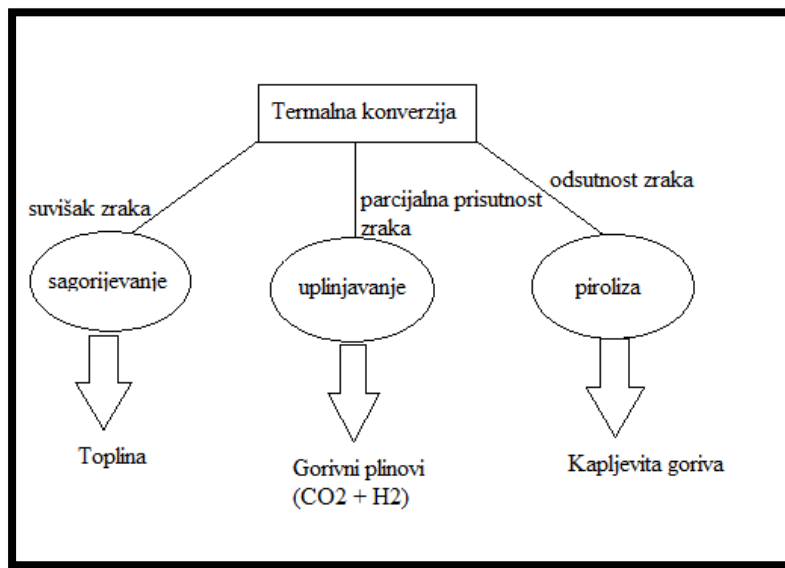 Termalna konverzija
suvišak zraka
parcijalna prisutnost
zraka
odsutnost zraka
sagorijevanje
uplinjavanje
piroliza
Toplina
Gorivni plinovi
(CO2 + H2)
Kapljevita goriva